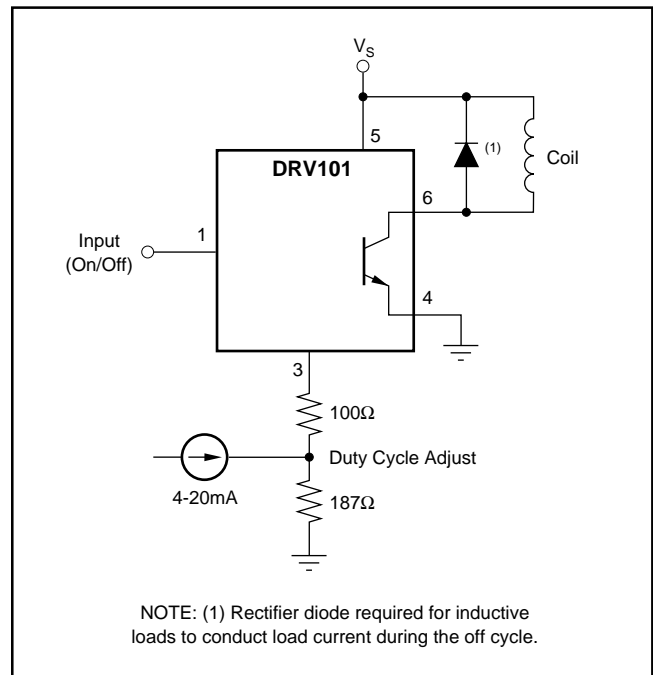 V_S
5
DRV101
(1)
Coil
6
Input
(On/Off)
1
4
3
100Ω
Duty Cycle Adjust
4-20mA
187Ω
NOTE: (1) Rectifier diode required for inductive
loads to conduct load current during the off cycle.